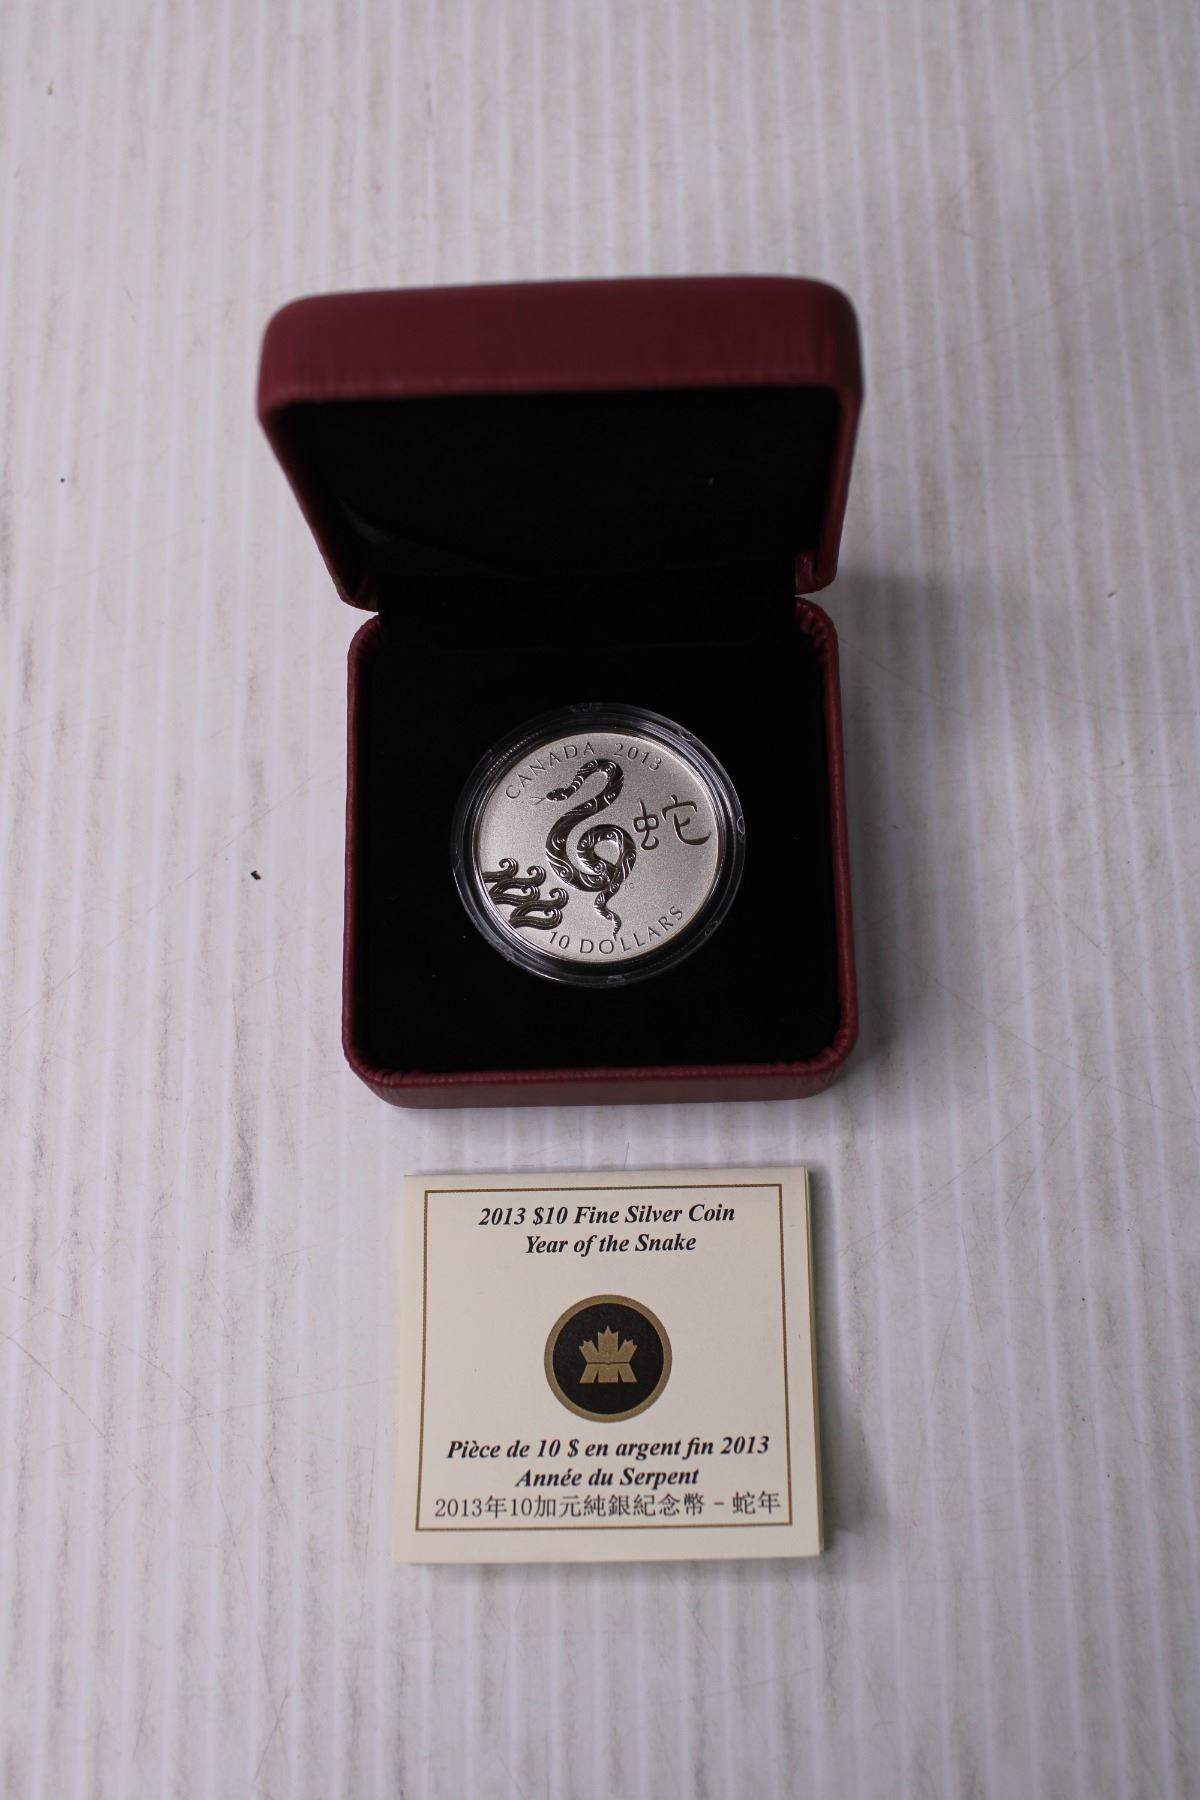 CANADA 2013
蛇
10 DOLLARS
2013 $10 Fine Silver Coin
Year of the Snake
Pièce de 10 $ en argent fin 2013
Année du Serpent
2013年10加元純銀紀念幣 - 蛇年